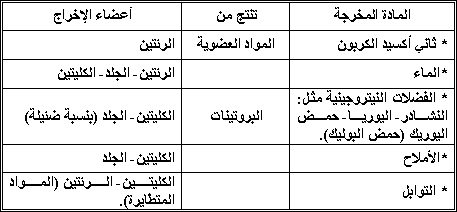 المادة المخرجة تنتج من أعضاء الإخراج
* ثاني أكسيد الكربون المواد العضوية الرئتين
*الماء الرئتين - الجلد - الكليتين
* الفضلات النيتروجينية مثل:
النشادر - اليوريا - حمض
اليوريك (حمض البوليك).
البروتينات
الكليتين - الجلد (بنسبة ضئيلة)
*الأملاح الكليتين - الجلد
* التوابل
الكليتين - الرئتين (المواد
المتطايرة).